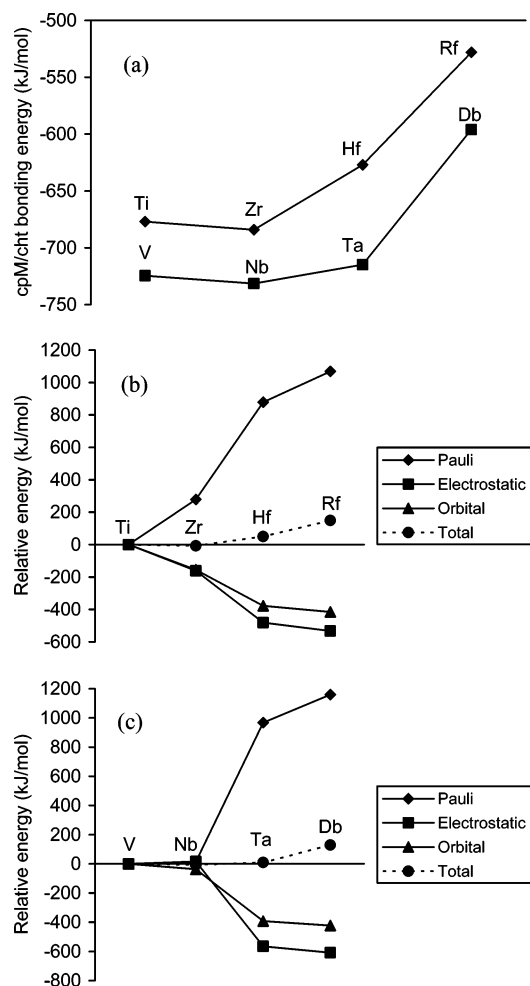 -500
(a)
Rf
-550
Db
-600
Hf
-650
Ti
Zr
-700
V
Nb
Ta
-750
cpM/cht bonding energy (kJ/mol)
1200
(b)
1000
800
600
400
200
0
-200
-400
-600
Ti
Zr
Hf
Rf
Relative energy (kJ/mol)
Pauli
Electrostatic
Orbital
Total
1200
(c)
1000
800
600
400
200
0
-200
-400
-600
-800
V
Nb
Ta
Db
Relative energy (kJ/mol)
Pauli
Electrostatic
Orbital
Total